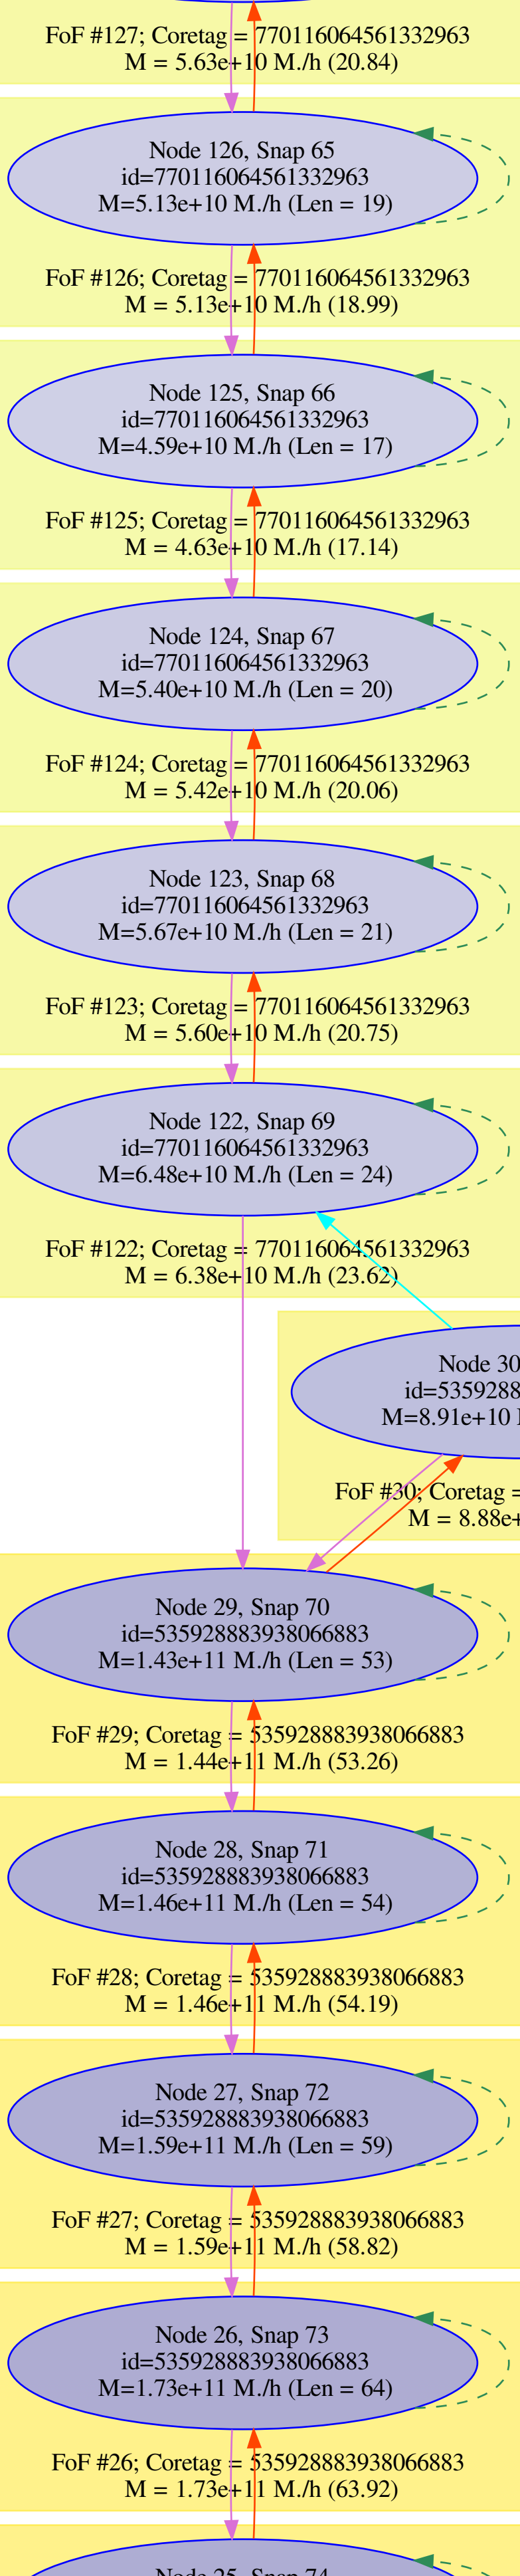 FoF #127; Coretag = 770116064561332963
M = 5.63e+10 M./h (20.84)
Node 126, Snap 65
id=770116064561332963
M=5.13e+10 M./h (Len = 19)
FoF #126; Coretag = 770116064561332963
M = 5.13e+10 M./h (18.99)
Node 125, Snap 66
id=770116064561332963
M=4.59e+10 M./h (Len = 17)
FoF #125; Coretag = 770116064561332963
M = 4.63e+10 M./h (17.14)
Node 124, Snap 67
id=770116064561332963
M=5.40e+10 M./h (Len = 20)
FoF #124; Coretag = 770116064561332963
M = 5.42e+10 M./h (20.06)
Node 123, Snap 68
id=770116064561332963
M=5.67e+10 M./h (Len = 21)
FoF #123; Coretag = 770116064561332963
M = 5.60e+10 M./h (20.75)
Node 122, Snap 69
id=770116064561332963
M=6.48e+10 M./h (Len = 24)
FoF #122; Coretag = 770116064561332963
M = 6.38e+10 M./h (23.62)
Node 30
id=5359288
M=8.91e+10
FoF #30; Coretag =
M = 8.88e+
Node 29, Snap 70
id=535928883938066883
M=1.43e+11 M./h (Len = 53)
FoF #29; Coretag = 535928883938066883
M = 1.44e+11 M./h (53.26)
Node 28, Snap 71
id=535928883938066883
M=1.46e+11 M./h (Len = 54)
FoF #28; Coretag = 535928883938066883
M = 1.46e+11 M./h (54.19)
Node 27, Snap 72
id=535928883938066883
M=1.59e+11 M./h (Len = 59)
FoF #27; Coretag = 535928883938066883
M = 1.59e+11 M./h (58.82)
Node 26, Snap 73
id=535928883938066883
M=1.73e+11 M./h (Len = 64)
FoF #26; Coretag = 535928883938066883
M = 1.73e+11 M./h (63.92)
Node 25, Snap 74